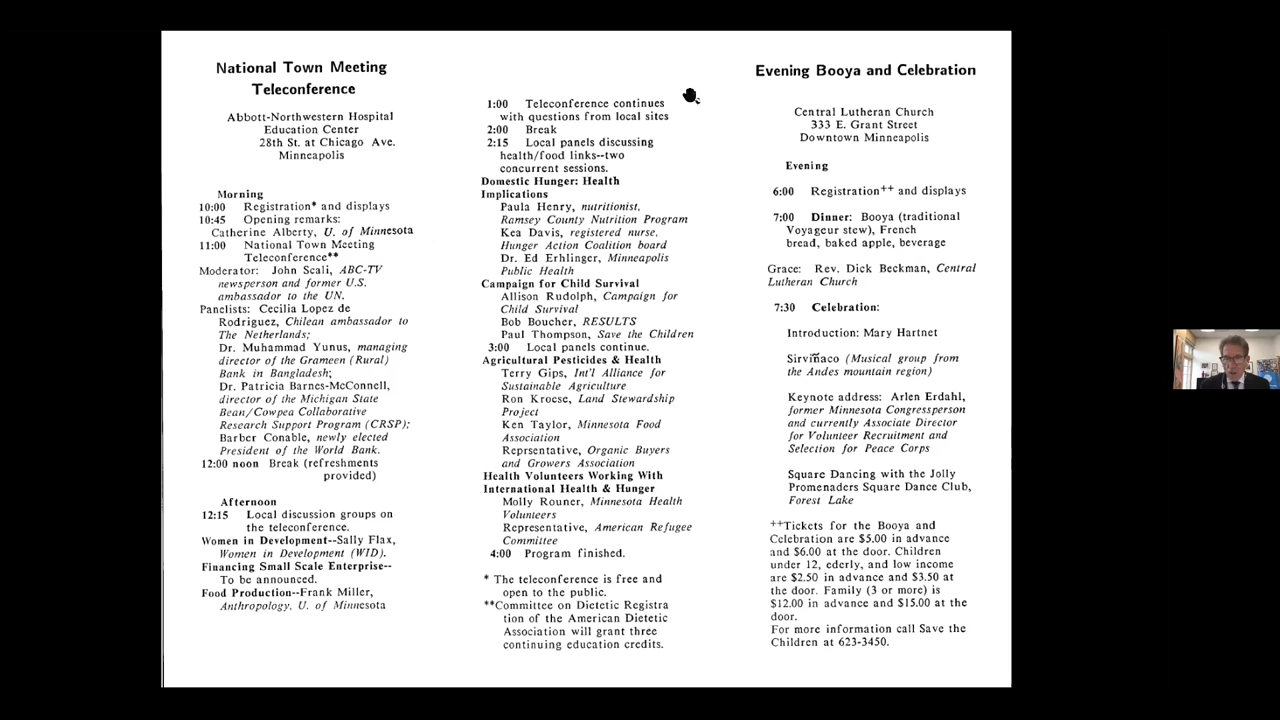 National Town Meeting
Teleconference
Abbott-Northwestern Hospital
Education Center
28th St. at Chicago Ave.
Minneapolis
Morning
10:00 Registration* and displays
10:45 Opening remarks:
Catherine Alberty, U. of Minnesota
11:00 National Town Meeting
Teleconference**
Moderator: John Scali, ABC-TV
newsperson and former U.S.
ambassador to the UN.
Panelists: Cecilia Lopez de
Rodriguez, Chilean ambassador to
The Netherlands;
Dr. Muhammad Yunus, managing
director of the Grameen (Rural)
Bank in Bangladesh;
Dr. Patricia Barnes-McConnell,
director of the Michigan State
Bean/Cowpea Collaborative
Research Support Program (CRSP);
Barber Conable, newly elected
President of the World Bank.
12:00 noon Break (refreshments
provided)
Afternoon
12:15 Local discussion groups on
the teleconference.
Women in Development--Sally Flax,
Women in Development (WID).
Financing Small Scale Enterprise--
To be announced.
Food Production--Frank Miller,
Anthropology, U. of Minnesota
1:00 Teleconference continues
with questions from local sites
2:00 Break
2:15 Local panels discussing
health/food links--two
concurrent sessions.
Domestic Hunger: Health
Implications
Paula Henry, nutritionist,
Ramsey County Nutrition Program
Kea Davis, registered nurse,
Hunger Action Coalition board
Dr. Ed Erhlinger, Minneapolis
Public Health
Campaign for Child Survival
Allison Rudolph, Campaign for
Child Survival
Bob Boucher, RESULTS
Paul Thompson, Save the Children
3:00 Local panels continue.
Agricultural Pesticides & Health
Terry Gips, Int'l Alliance for
Sustainable Agriculture
Ron Kroese, Land Stewardship
Project
Ken Taylor, Minnesota Food
Association
Reprsentative, Organic Buyers
and Growers Association
Health Volunteers Working With
International Health & Hunger
Molly Rouner, Minnesota Health
Volunteers
Representative, American Refugee
Committee
4:00 Program finished.
* The teleconference is free and
open to the public.
**Committee on Dietetic Registra
tion of the American Dietetic
Association will grant three
continuing education credits.
Evening Booya and Celebration
Central Lutheran Church
333 E. Grant Street
Downtown Minneapolis
Evening
6:00 Registration++ and displays
7:00 Dinner: Booya (traditional
Voyageur stew), French
bread, baked apple, beverage
Grace: Rev. Dick Beckman, Central
Lutheran Church
7:30 Celebration:
Introduction: Mary Hartnet
Sirviñaco (Musical group from
the Andes mountain region)
Keynote address: Arlen Erdahl,
former Minnesota Congressperson
and currently Associate Director
for Volunteer Recruitment and
Selection for Peace Corps
Square Dancing with the Jolly
Promenaders Square Dance Club,
Forest Lake
++Tickets for the Booya and
Celebration are $5.00 in advance
and $6.00 at the door. Children
under 12, ederly, and low income
are $2.50 in advance and $3.50 at
the door. Family (3 or more) is
$12.00 in advance and $15.00 at the
door.
For more information call Save the
Children at 623-3450.